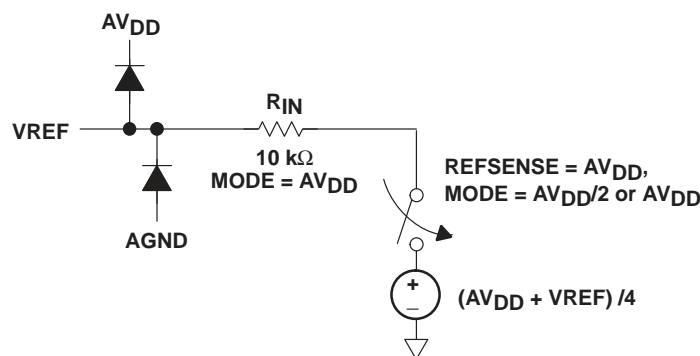 AVDD
VREF
RIN
10 kΩ
MODE = AVDD
AGND
REFSENSE = AVDD,
MODE = AVDD/2 or AVDD
+
–
(AVDD + VREF) /4